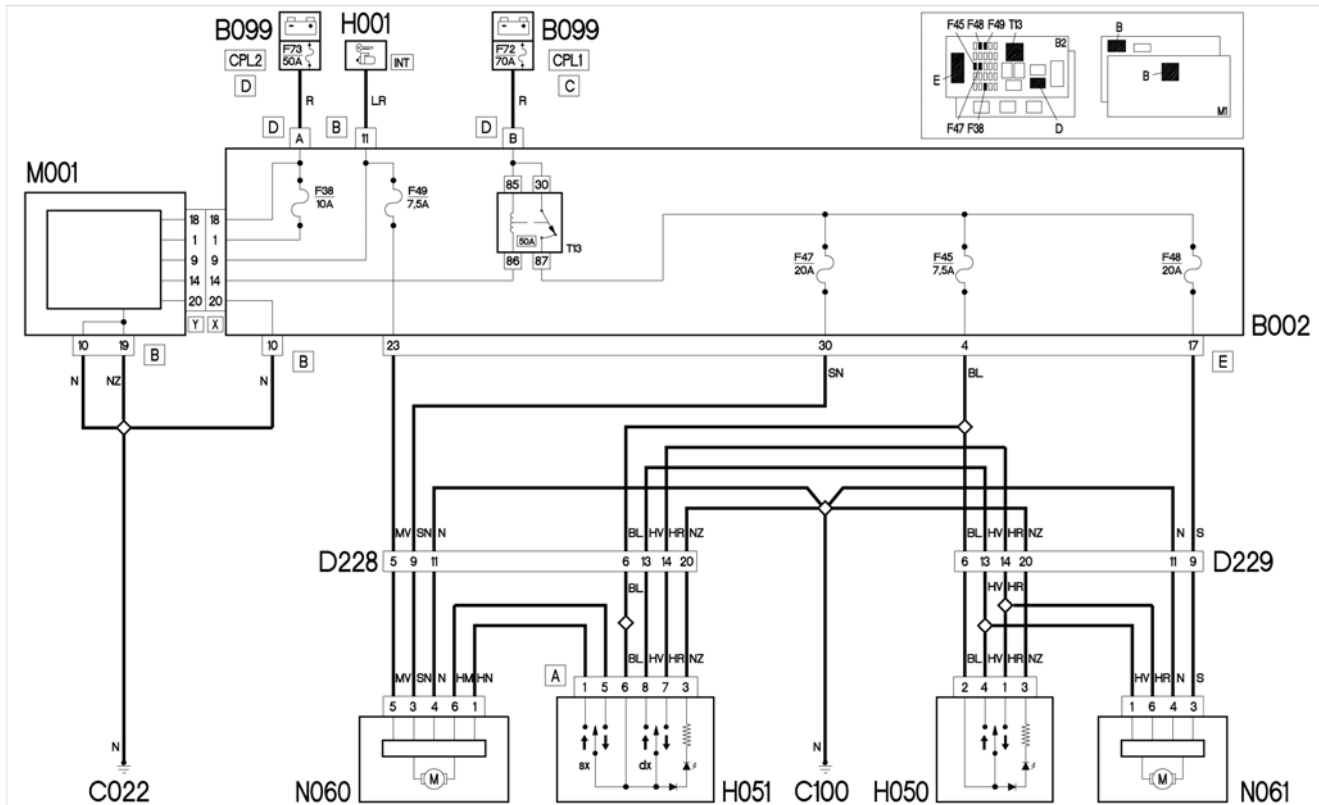 B099 H001 B099
F73 50A F72 70A
CPL2 INT CPL1
D C
R LR R
D B D
A 11 B
F45 F48 F49 T13 B2
E
F47 F38 D
B
B
M1
M001
F38 10A F49 7,5A
85 30
50A T13
86 87
F47 20A F45 7,5A F48 20A
18 18
1 1
9 9
14 14
20 20
Y X
B002
10 19 B 10 B 23 30 4 17 E
N NZ N SN BL
MV SN N BL HV HR NZ BL HV HR NZ N S
D228 5 9 11 6 13 14 20 6 13 14 20 11 9 D229
BL HV HR
MV SN N HM HN BL HV HR NZ BL HV HR NZ HV HR N S
A
5 3 4 6 1 1 5 6 8 7 3 2 4 1 3 1 6 4 3
sx dx
M M
N N
C022 N060 H051 C100 H050 N061